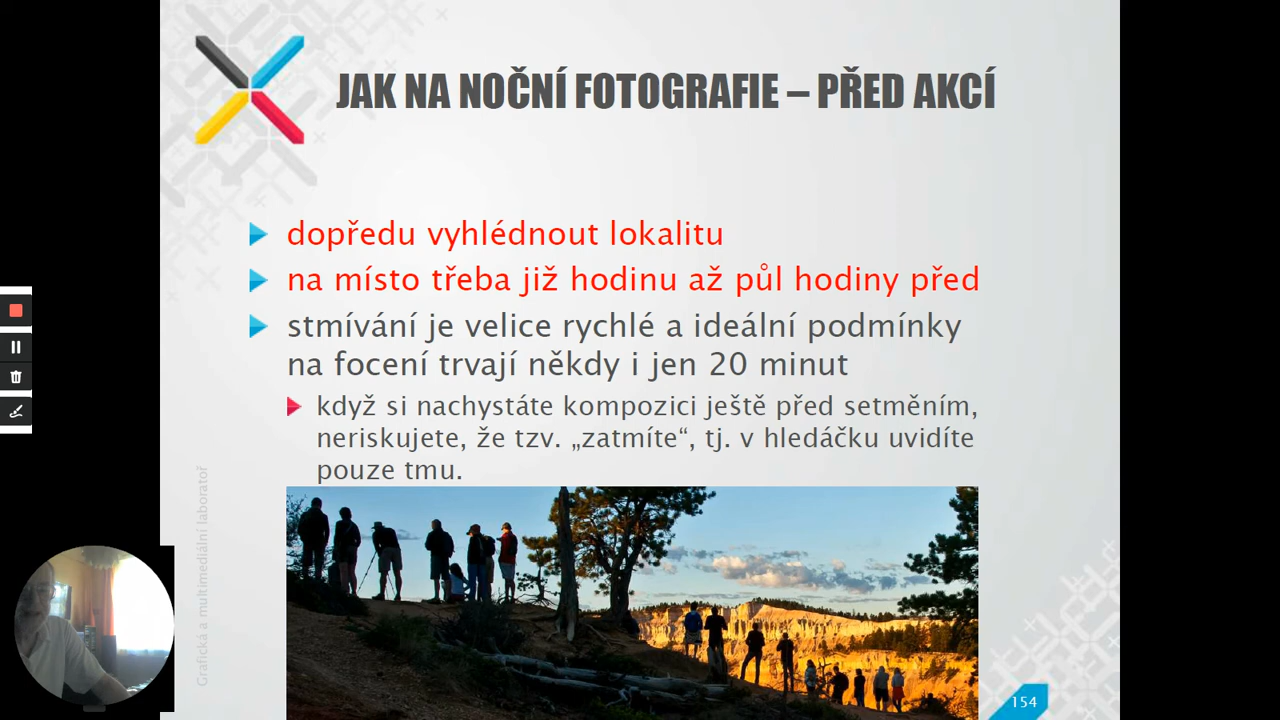 JAK NA NOČNÍ FOTOGRAFIE – PŘED AKCÍ
dopředu vyhlédnout lokalitu
na místo třeba již hodinu až půl hodiny před
stmívání je velice rychlé a ideální podmínky
na focení trvají někdy i jen 20 minut
když si nachystáte kompozici ještě před setměním,
neriskujete, že tzv. „zatmíte“, tj. v hledáčku uvidíte
pouze tmu.
Grafická a multimediální laboratoř
154